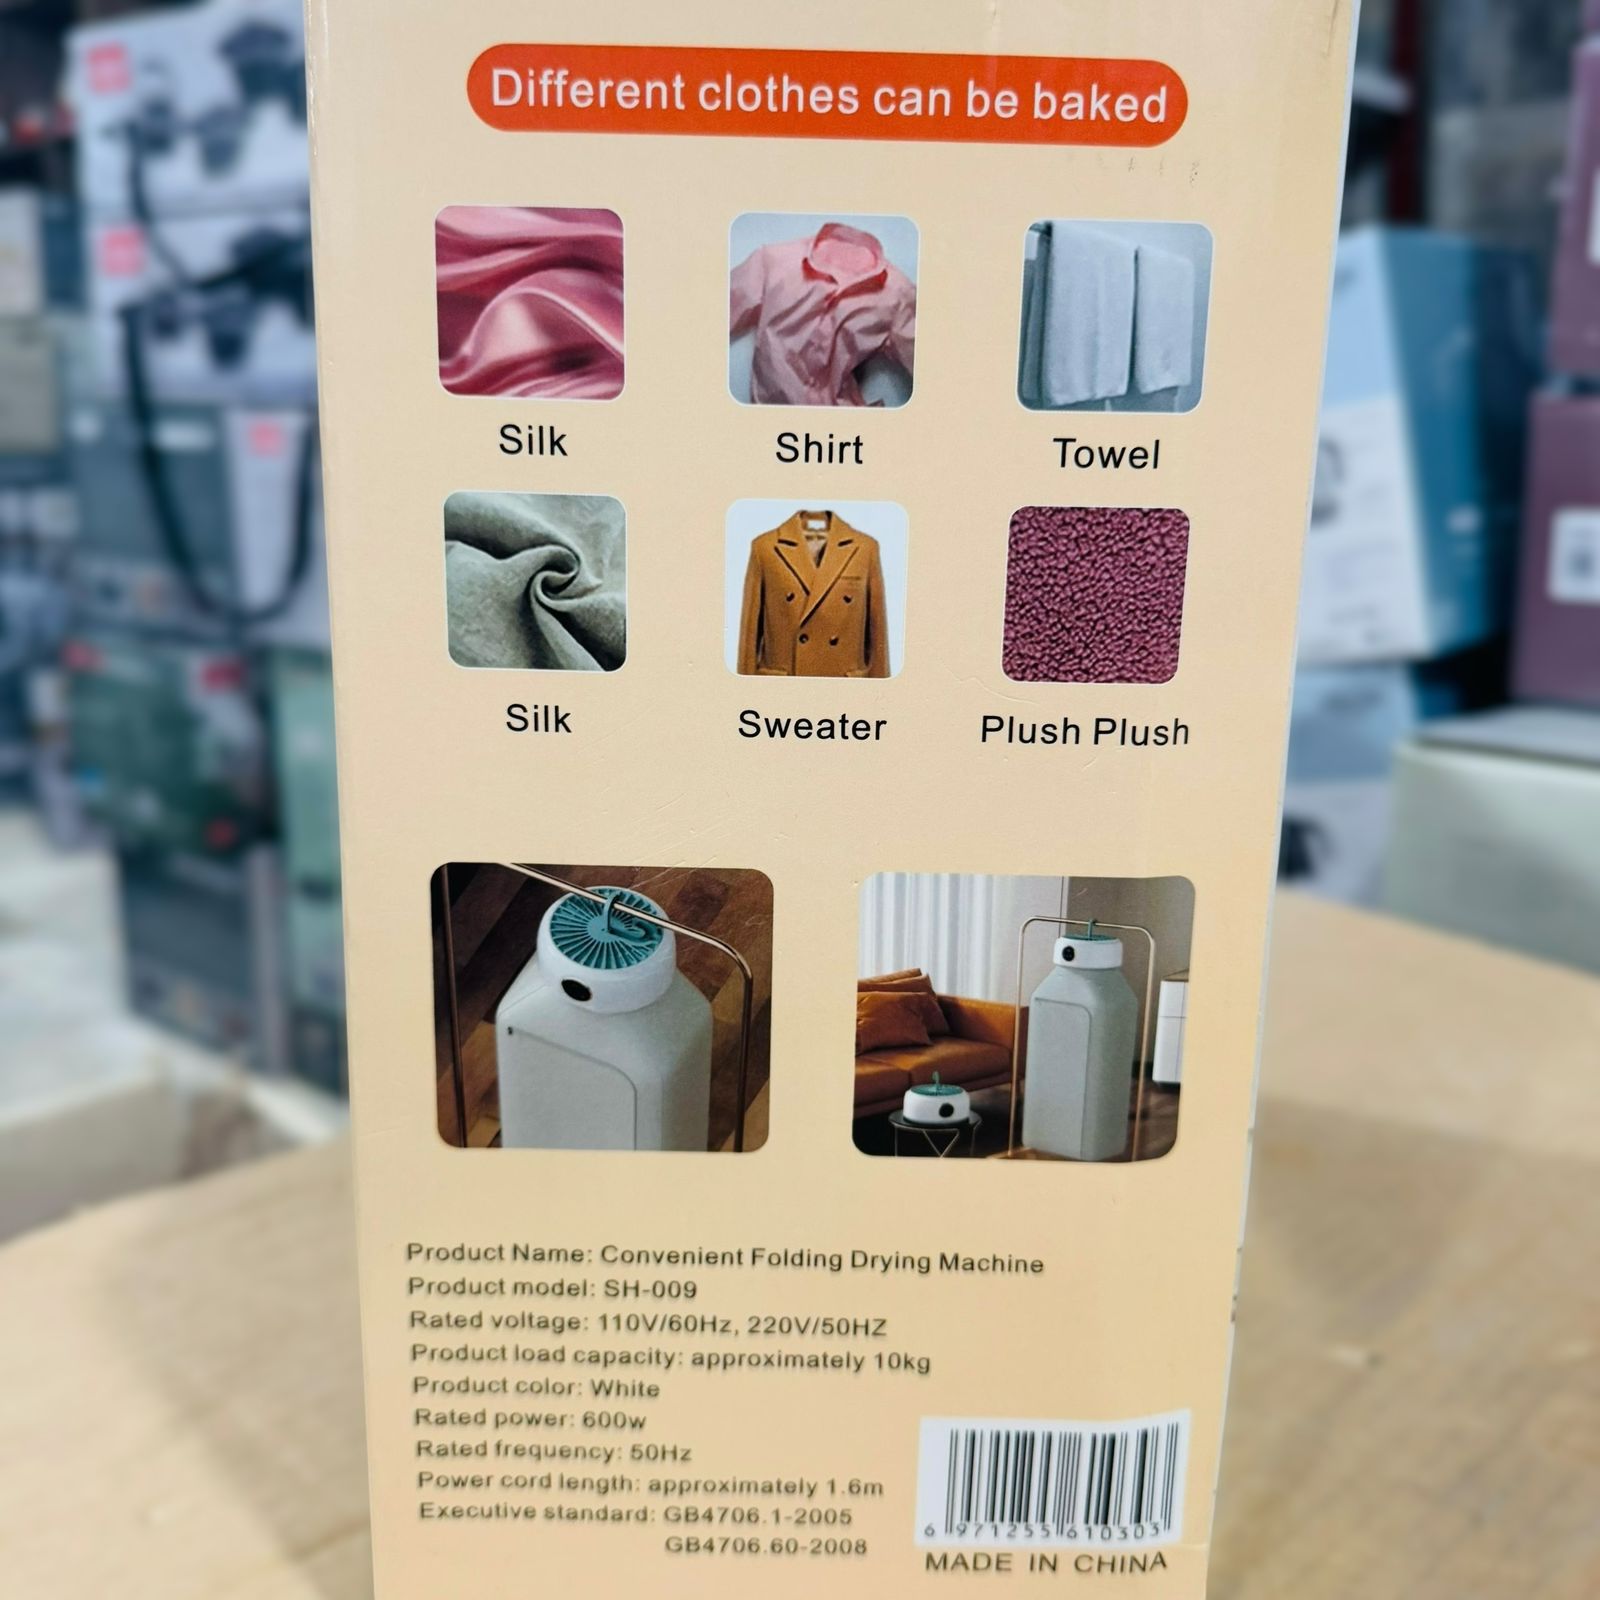 Different clothes can be baked
Silk
Shirt
Towel
Silk
Sweater
Plush Plush
Product Name: Convenient Folding Drying Machine
Product model: SH-009
Rated voltage: 110V/60Hz, 220V/50HZ
Product load capacity: approximately 10kg
Product color: White
Rated power: 600w
Rated frequency: 50Hz
Power cord length: approximately 1.6m
Executive standard: GB4706.1-2005
GB4706.60-2008
6 971255 610303
MADE IN CHINA